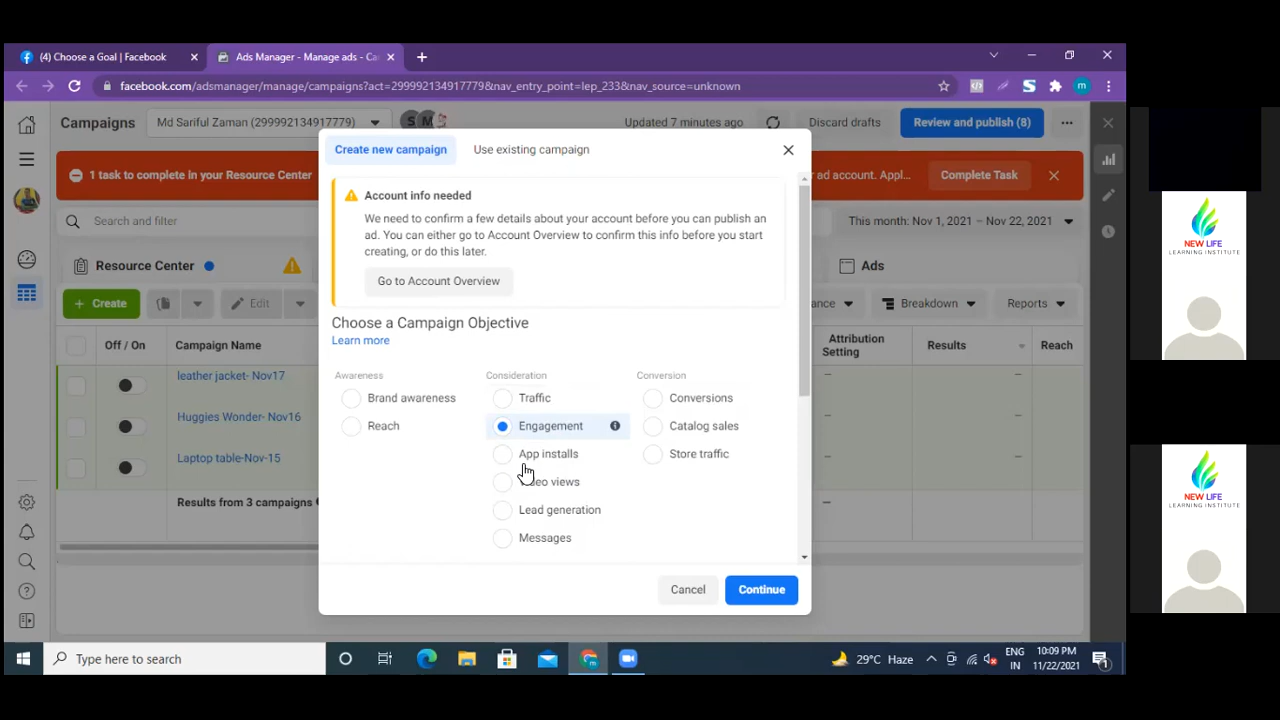 (4) Choose a Goal | Facebook
Ads Manager - Manage ads - Ca
facebook.com/adsmanager/manage/campaigns?act=299992134917779&nav_entry_point=lep_233&nav_source=unknown
m
Campaigns
Md Sariful Zaman (299992134917779)
S M
Updated 7 minutes ago
Discard drafts
Review and publish (8)
1 task to complete in your Resource Center
ad account. Appl...
Complete Task
Search and filter
This month: Nov 1, 2021 – Nov 22, 2021
Resource Center
Ads
+ Create
Edit
Breakdown
Reports
Off / On
Campaign Name
Attribution
Setting
Results
Reach
leather jacket- Nov17
Huggies Wonder- Nov16
Laptop table-Nov-15
Results from 3 campaigns
Create new campaign
Use existing campaign
Account info needed
We need to confirm a few details about your account before you can publish an
ad. You can either go to Account Overview to confirm this info before you start
creating, or do this later.
Go to Account Overview
Choose a Campaign Objective
Learn more
Awareness
Brand awareness
Reach
Consideration
Traffic
Engagement
App installs
Video views
Lead generation
Messages
Conversion
Conversions
Catalog sales
Store traffic
Cancel
Continue
NEW LIFE
LEARNING INSTITUTE
NEW LIFE
LEARNING INSTITUTE
Type here to search
29°C Haze
ENG
IN
10:09 PM
11/22/2021
1